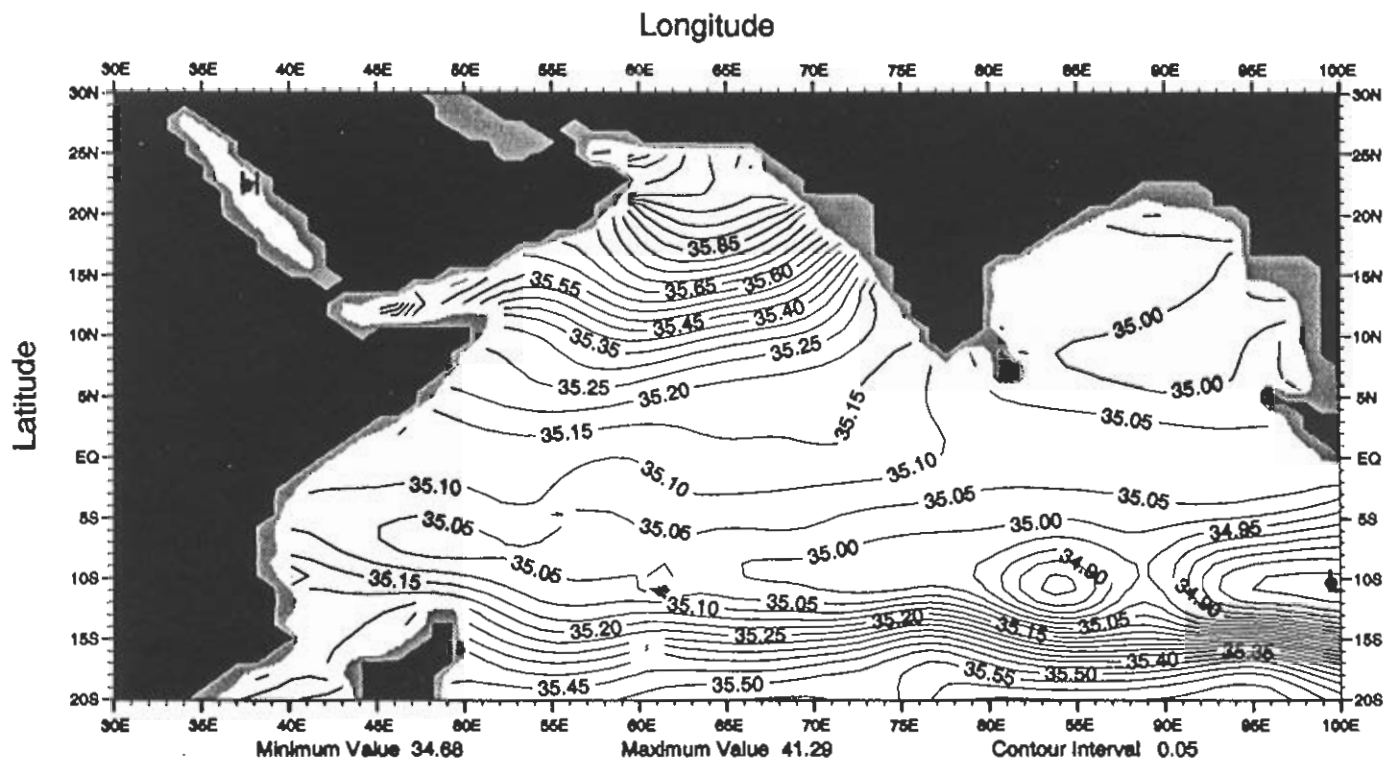 Longitude
30E 35E 40E 45E 50E 55E 60E 65E 70E 75E 80E 85E 90E 95E 100E
30N 30N
25N 25N
20N 20N
35.85
15N 35.55 35.65 35.60 15N
35.45 35.40 35.00
10N 35.35 35.25 10N
35.25 35.20 35.00
5N 35.15 35.15 35.05 5N
Latitude
EQ 35.10 35.10 EQ
35.10 35.05 35.05
5S 35.05 35.05 35.00 34.95 5S
35.00
10S 35.15 35.05 34.90 34.90 10S
35.10 35.05
35.20 35.25 35.20 35.15 35.05
15S 35.40 35.35 15S
35.45 35.50 35.55 35.50
20S 20S
30E 35E 40E 45E 50E 55E 60E 65E 70E 75E 80E 85E 90E 95E 100E
Minimum Value 34.68 Maximum Value 41.29 Contour Interval 0.05